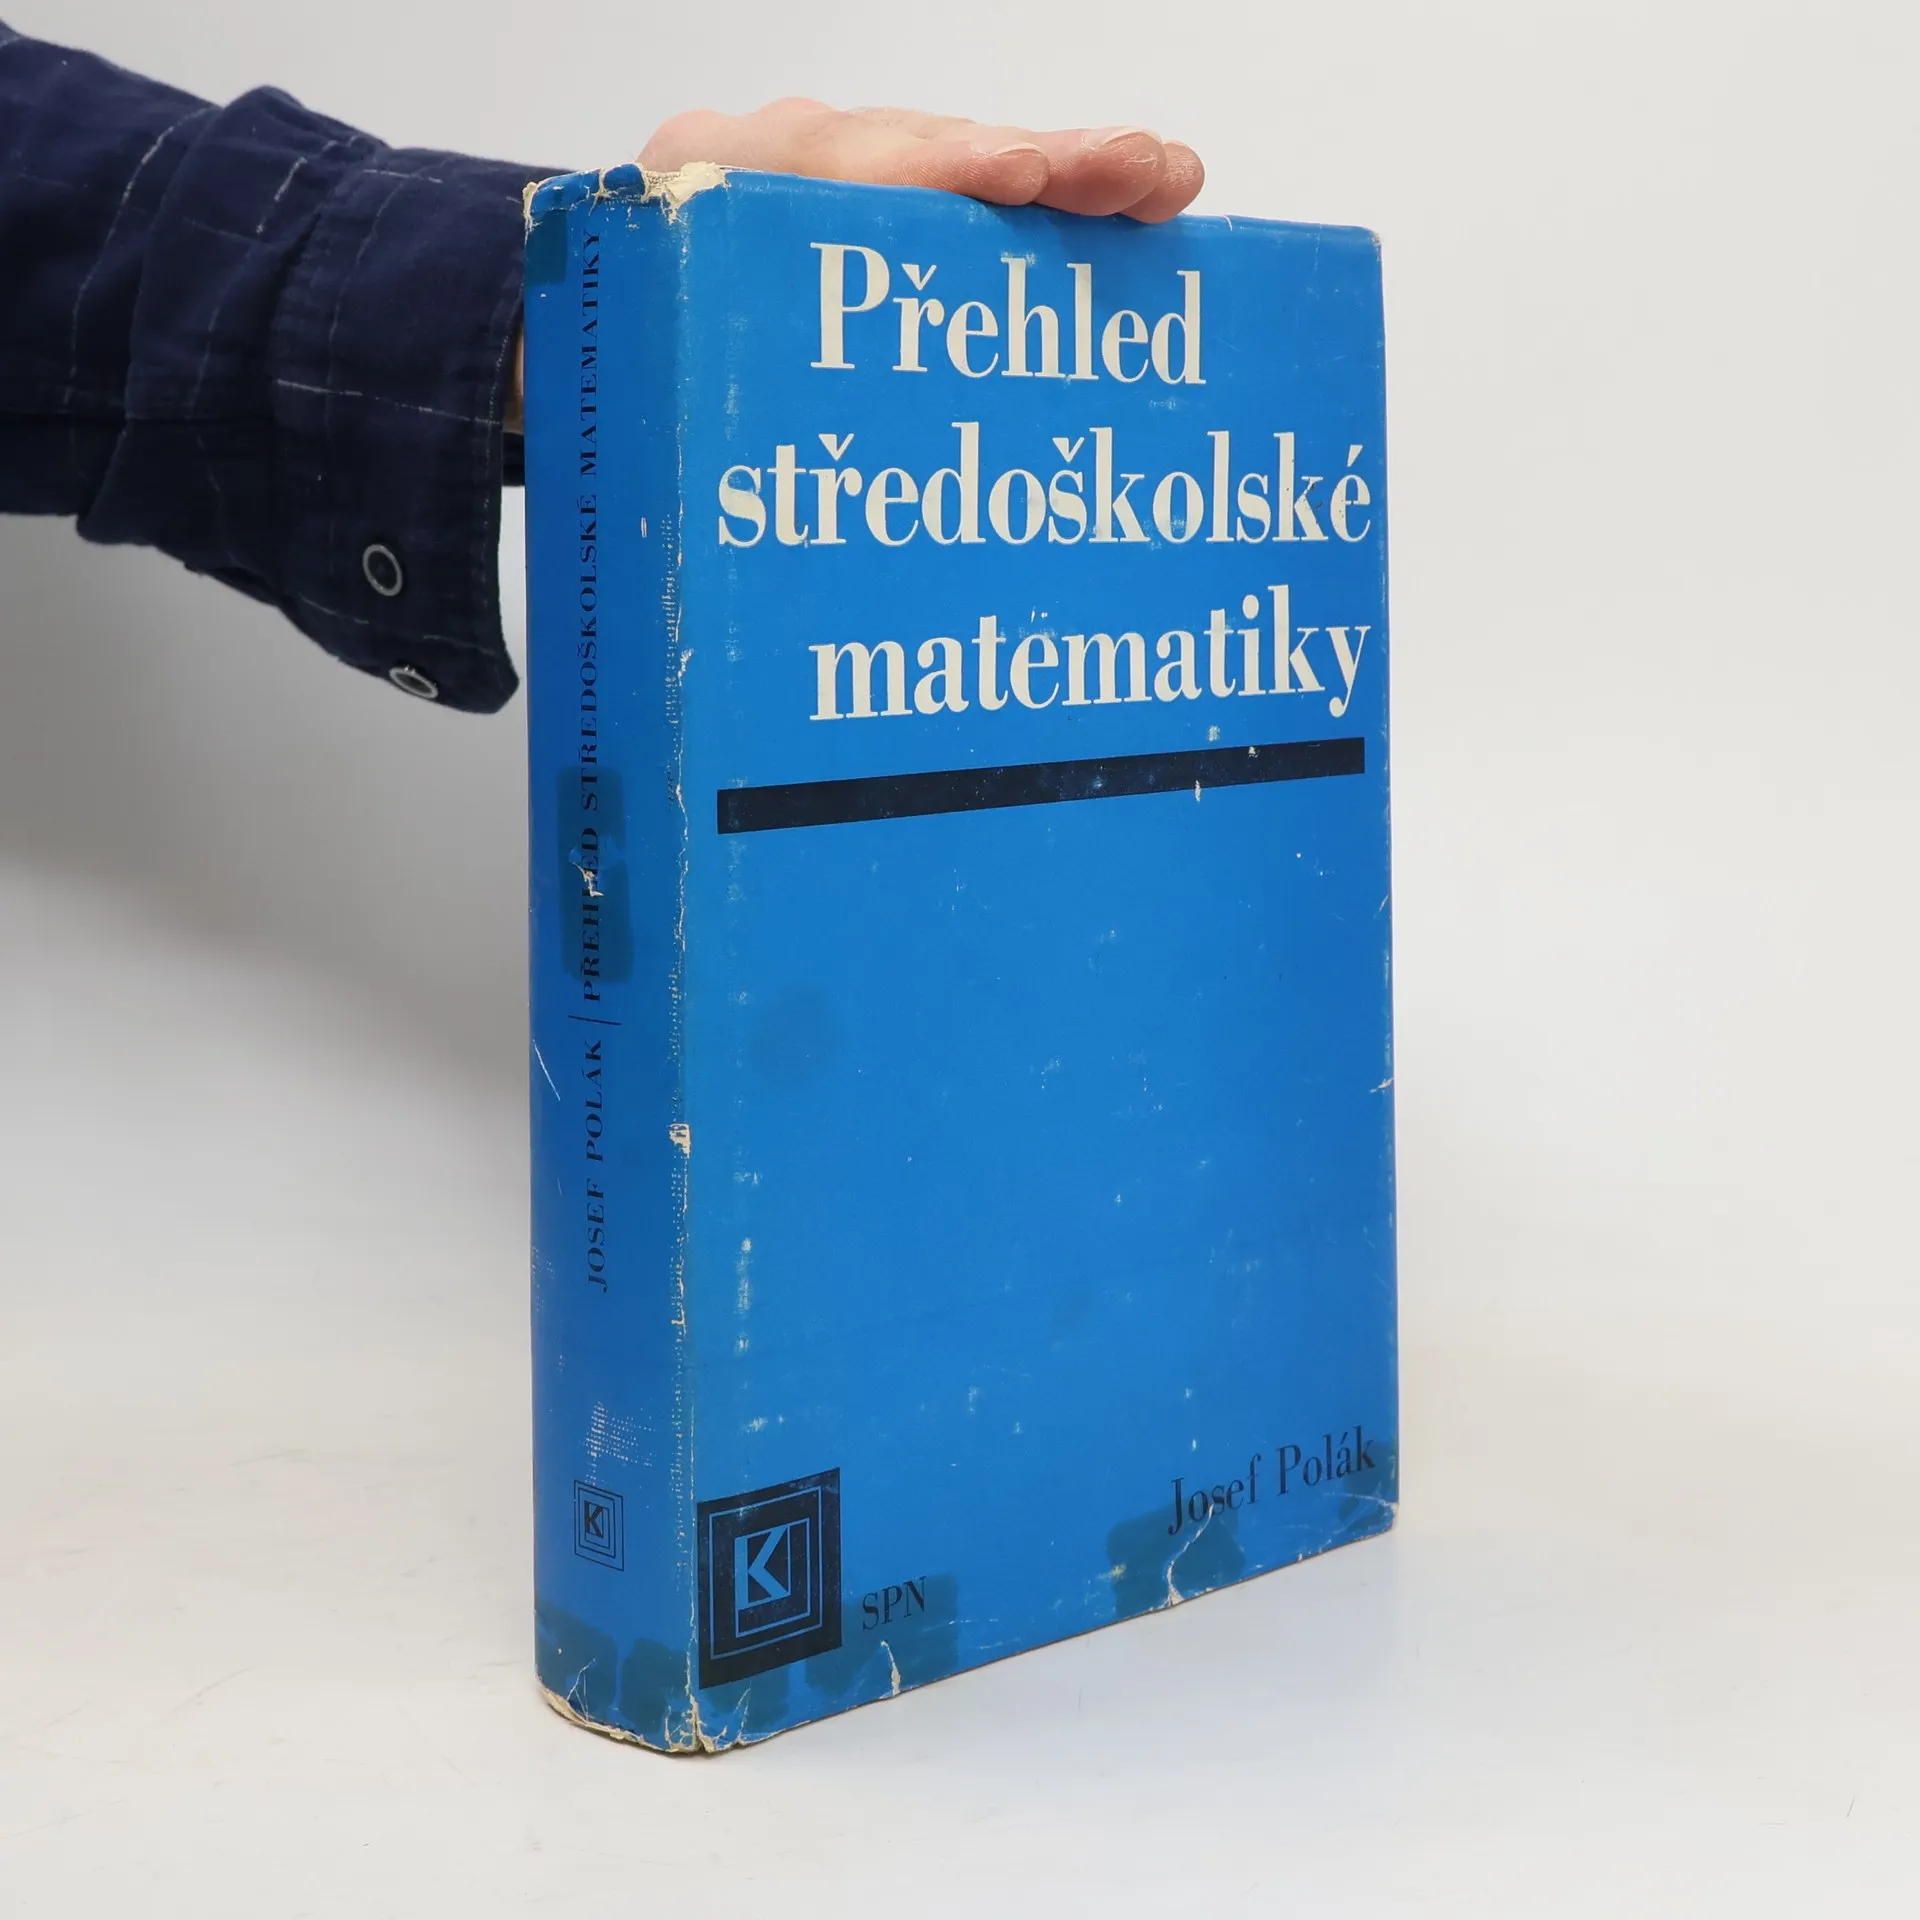 Přehled
středoškolské
matematiky
Josef Polák
K
SPN
JOSEF POLÁK | PŘEHLED STŘEDOŠKOLSKÉ MATEMATIKY
K